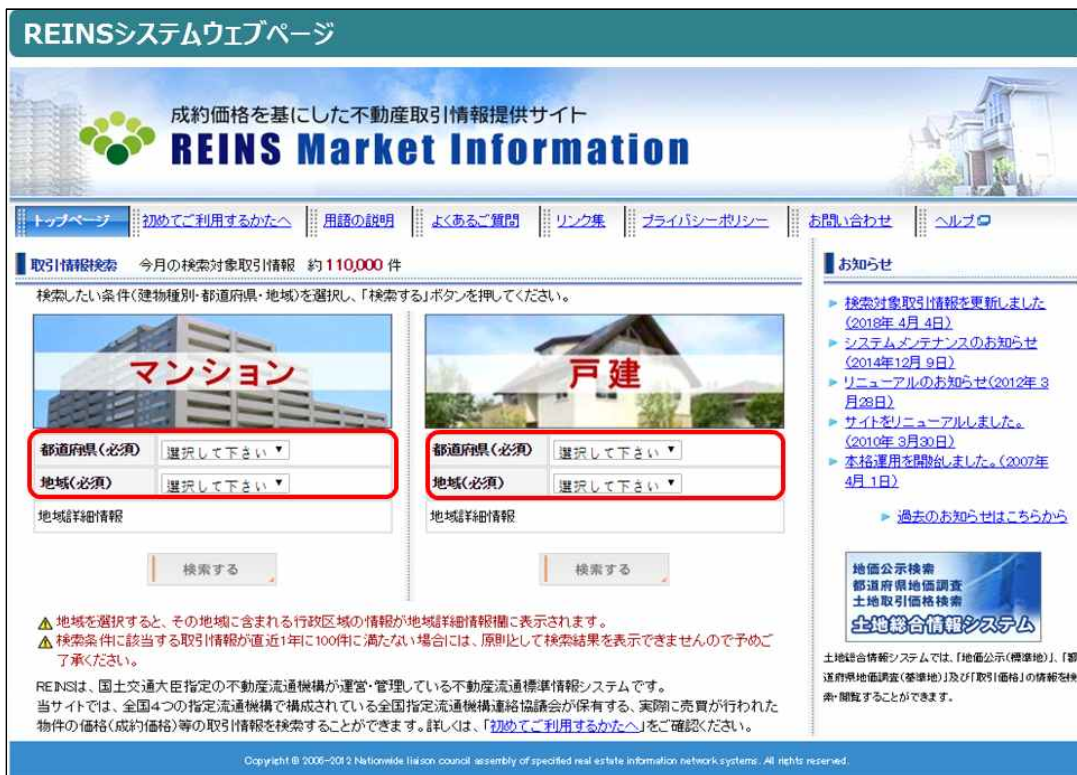 REINSシステムウェブページ
成約価格を基にした不動産取引情報提供サイト
REINS Market Information
トップページ 初めてご利用するかたへ 用語の説明 よくあるご質問 リンク集 プライバシーポリシー お問い合わせ ヘルプ
取引情報検索 今月の検索対象取引情報 約110,000 件
検索したい条件(建物種別・都道府県・地域)を選択し、「検索する」ボタンを押してください。
マンション
都道府県(必須) 選択して下さい ▼
地域(必須) 選択して下さい ▼
地域詳細情報
検索する
戸建
都道府県(必須) 選択して下さい ▼
地域(必須) 選択して下さい ▼
地域詳細情報
検索する
地域を選択すると、その地域に含まれる行政区域の情報が地域詳細情報欄に表示されます。
検索条件に該当する取引情報が直近1年に100件に満たない場合には、原則として検索結果を表示できませんので予めご
了承ください。
REINSは、国土交通大臣指定の不動産流通機構が運営・管理している不動産流通標準情報システムです。
当サイトでは、全国4つの指定流通機構で構成されている全国指定流通機構連絡協議会が保有する、実際に売買が行われた
物件の価格(成約価格)等の取引情報を検索することができます。詳しくは、「初めてご利用するかたへ」をご確認ください。
お知らせ
検索対象取引情報を更新しました
(2018年 4月 4日)
システムメンテナンスのお知らせ
(2014年12月 9日)
リニューアルのお知らせ(2012年 3
月28日)
サイトをリニューアルしました。
(2010年 3月30日)
本格運用を開始しました。(2007年
4月 1日)
過去のお知らせはこちらから
地価公示検索
都道府県地価調査
土地取引価格検索
土地総合情報システム
土地総合情報システムでは、「地価公示(標準地)」、「都
道府県地価調査(基準地)」及び「取引価格」の情報を検
索・閲覧することができます。
Copyright © 2006-2012 Nationwide liaison council assembly of specified real estate information network systems. All rights reserved.